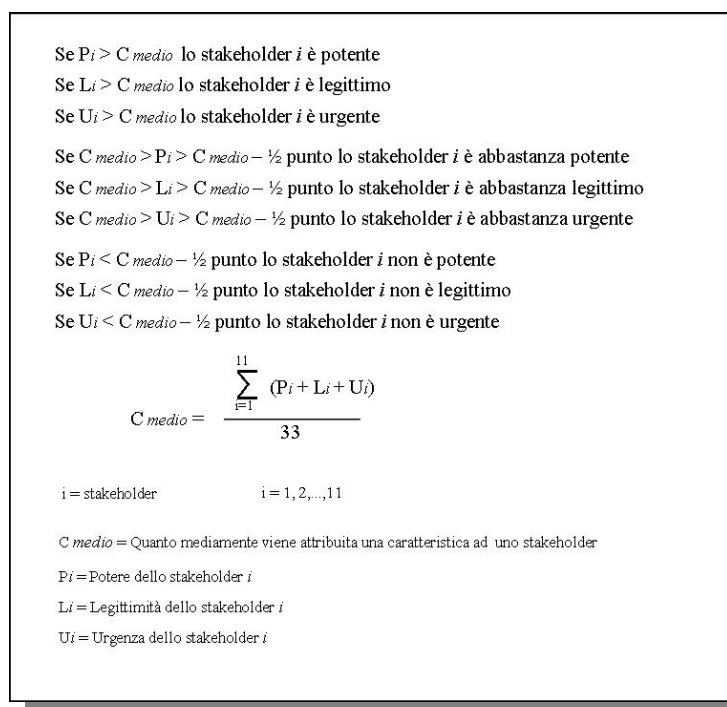 Se Pi > C medio lo stakeholder i è potente
Se Li > C medio lo stakeholder i è legittimo
Se Ui > C medio lo stakeholder i è urgente
Se C medio > Pi > C medio – ½ punto lo stakeholder i è abbastanza potente
Se C medio > Li > C medio – ½ punto lo stakeholder i è abbastanza legittimo
Se C medio > Ui > C medio – ½ punto lo stakeholder i è abbastanza urgente
Se Pi < C medio – ½ punto lo stakeholder i non è potente
Se Li < C medio – ½ punto lo stakeholder i non è legittimo
Se Ui < C medio – ½ punto lo stakeholder i non è urgente
11
∑ (Pi + Li + Ui)
i=1
C medio =
33
i = stakeholder i = 1, 2,...,11
C medio = Quanto mediamente viene attribuita una caratteristica ad uno stakeholder
Pi = Potere dello stakeholder i
Li = Legittimità dello stakeholder i
Ui = Urgenza dello stakeholder i